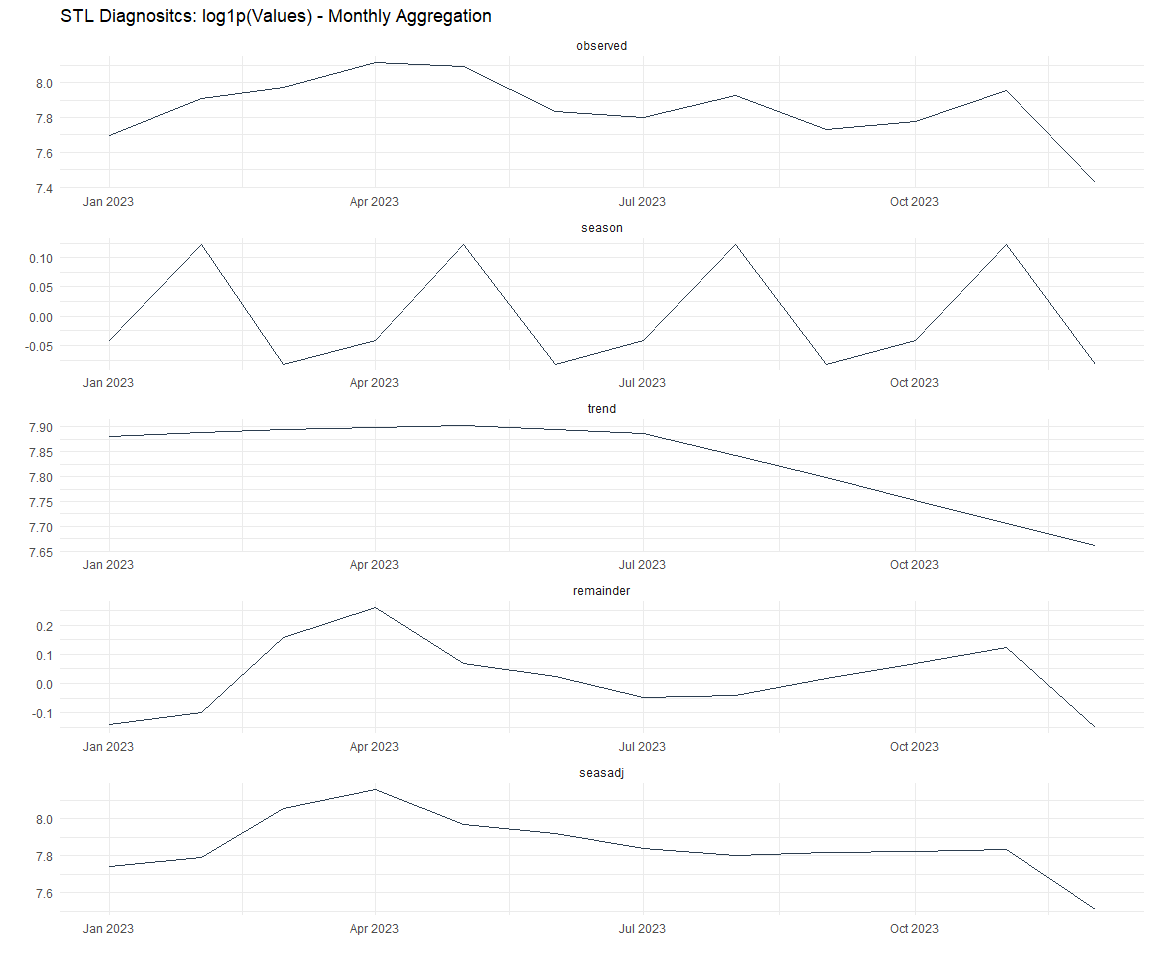 STL Diagnositcs: log1p(Values) - Monthly Aggregation
observed
8.0
7.8
7.6
7.4
Jan 2023 Apr 2023 Jul 2023 Oct 2023
season
0.10
0.05
0.00
-0.05
Jan 2023 Apr 2023 Jul 2023 Oct 2023
trend
7.90
7.85
7.80
7.75
7.70
7.65
Jan 2023 Apr 2023 Jul 2023 Oct 2023
remainder
0.2
0.1
0.0
-0.1
Jan 2023 Apr 2023 Jul 2023 Oct 2023
seasadj
8.0
7.8
7.6
Jan 2023 Apr 2023 Jul 2023 Oct 2023